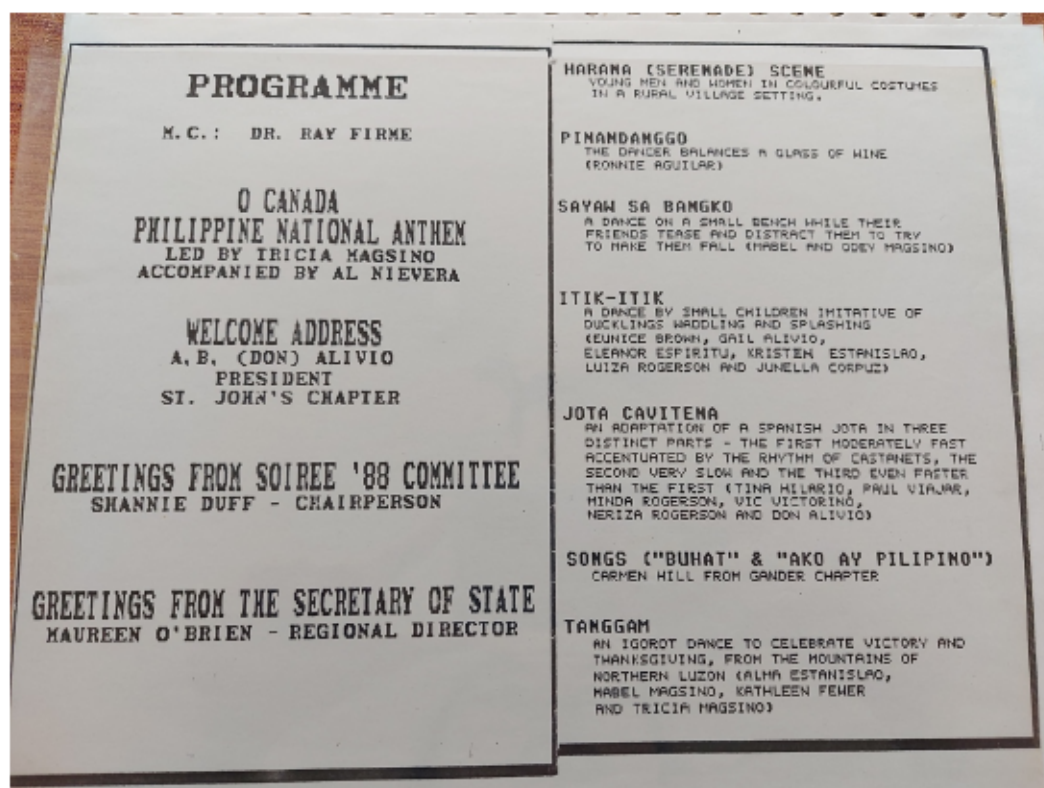 PROGRAMME
M.C.: DR. RAY FIRME
O CANADA
PHILIPPINE NATIONAL ANTHEM
LED BY TRICIA MAGSINO
ACCOMPANIED BY AL NIEVERA
WELCOME ADDRESS
A.B. (DON) ALIVIO
PRESIDENT
ST. JOHN'S CHAPTER
GREETINGS FROM SOIREE '88 COMMITTEE
SHANNIE DUFF - CHAIRPERSON
GREETINGS FROM THE SECRETARY OF STATE
MAUREEN O'BRIEN - REGIONAL DIRECTOR
HARANA (SERENADE) SCENE
YOUNG MEN AND WOMEN IN COLOURFUL COSTUMES
IN A RURAL VILLAGE SETTING.
PINANDANGGO
THE DANCER BALANCES A GLASS OF WINE
(RONNIE AGUILAR)
SAYAW SA BANGKO
A DANCE ON A SMALL BENCH WHILE THEIR
FRIENDS TEASE AND DISTRACT THEM TO TRY
TO MAKE THEM FALL (MABEL AND ODEY MAGSINO)
ITIK-ITIK
A DANCE BY SMALL CHILDREN IMITATIVE OF
DUCKLINGS WADDLING AND SPLASHING
(EUNICE BROWN, GAIL ALIVIO,
ELEANOR ESPIRITU, KRISTEN ESTANISLAO,
LUIZA ROGERSON AND JUNELLA CORPUZ)
JOTA CAVITENA
AN ADAPTATION OF A SPANISH JOTA IN THREE
DISTINCT PARTS - THE FIRST MODERATELY FAST
ACCENTUATED BY THE RHYTHM OF CASTANETS, THE
SECOND VERY SLOW AND THE THIRD EVEN FASTER
THAN THE FIRST (TINA HILARIO, PAUL VIAJAR,
MINDA ROGERSON, VIC VICTORINO,
NERIZA ROGERSON AND DON ALIVIO)
SONGS ("BUHAT" & "AKO AY PILIPINO")
CARMEN HILL FROM GANDER CHAPTER
TANGGAM
AN IGOROT DANCE TO CELEBRATE VICTORY AND
THANKSGIVING, FROM THE MOUNTAINS OF
NORTHERN LUZON (ALMA ESTANISLAO,
MABEL MAGSINO, KATHLEEN FEWER
AND TRICIA MAGSINO)